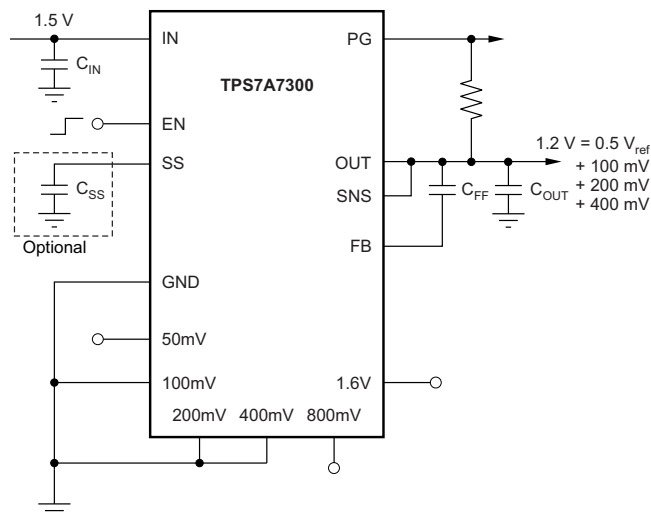 1.5 V
IN
PG
C_IN
TPS7A7300
EN
SS
OUT
1.2 V = 0.5 V_ref
+ 100 mV
+ 200 mV
+ 400 mV
C_SS
SNS
C_FF
C_OUT
Optional
FB
GND
50mV
100mV
1.6V
200mV 400mV 800mV